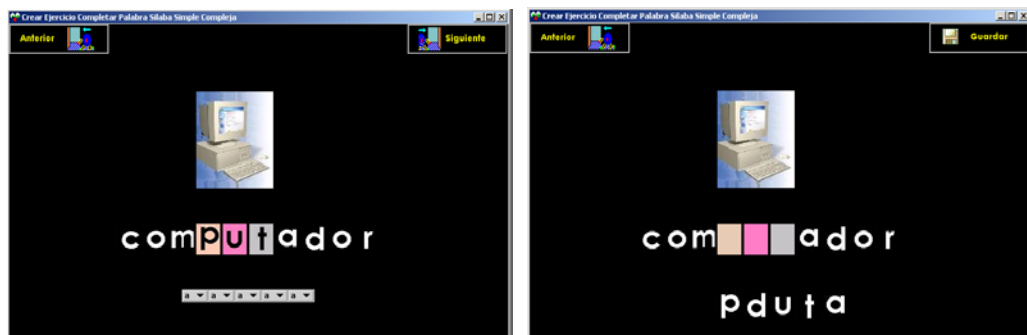 Crear Ejercicio Completar Palabra Silaba Simple Compleja
Anterior
Siguiente
computador
a a a a a
Crear Ejercicio Completar Palabra Silaba Simple Compleja
Anterior
Guardar
com ador
p d u t a